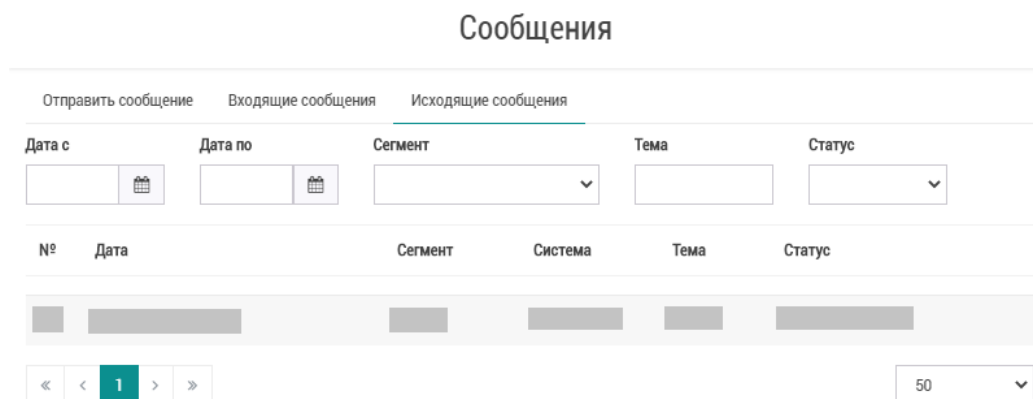 Сообщения
Отправить сообщение Входящие сообщения Исходящие сообщения
Дата с Дата по Сегмент Тема Статус
№ Дата Сегмент Система Тема Статус
« < 1 > » 50